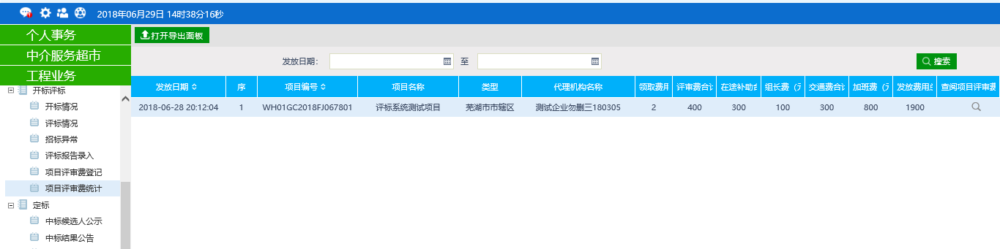 2018年06月29日 14时38分16秒
个人事务
中介服务超市
工程业务
开标评标
开标情况
评标情况
招标异常
评标报告录入
项目评审费登记
项目评审费统计
定标
中标候选人公示
中标结果公告
打开导出面板
发放日期： 至 搜索
发放日期 序 项目编号 项目名称 类型 代理机构名称 领取费用 评审费合计 在途补助合 组长费（元 交通费合计 加班费（元 发放费用总 查阅项目评审费
2018-06-28 20:12:04 1 WH01GC2018FJ067801 评标系统测试项目 芜湖市市辖区 测试企业勿删三180305 2 400 300 100 300 800 1900